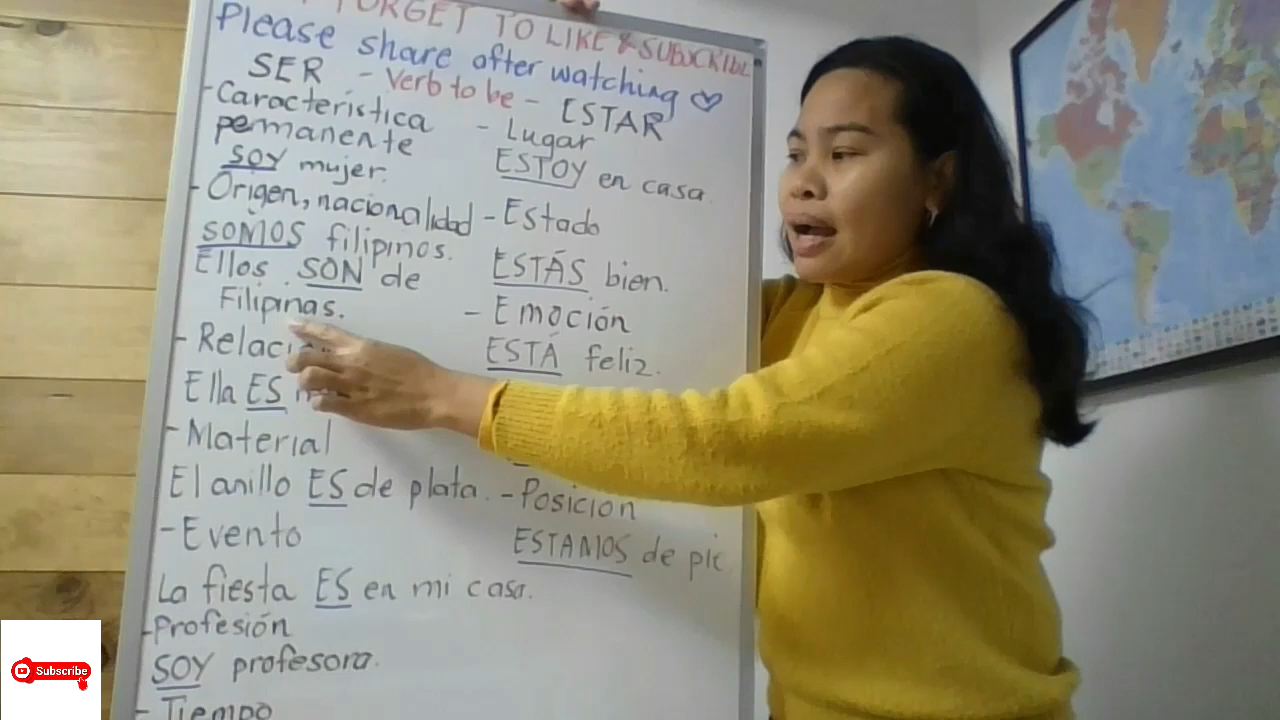 FORGET TO LIKE & SUBSCRIBE
Please share after watching
SER - Verb to be - ESTAR
- Característica permanente
SOY mujer.
- Origen, nacionalidad
SOMOS filipinos.
Ellos SON de
Filipinas.
- Relación
Ella ES
- Material
El anillo ES de plata.
- Evento
La fiesta ES en mi casa.
- Profesión
SOY profesora.
- Tiempo
- Lugar
ESTOY en casa.
- Estado
ESTÁS bien.
- Emoción
ESTÁ feliz.
- Posición
ESTAMOS de pie
Subscribe